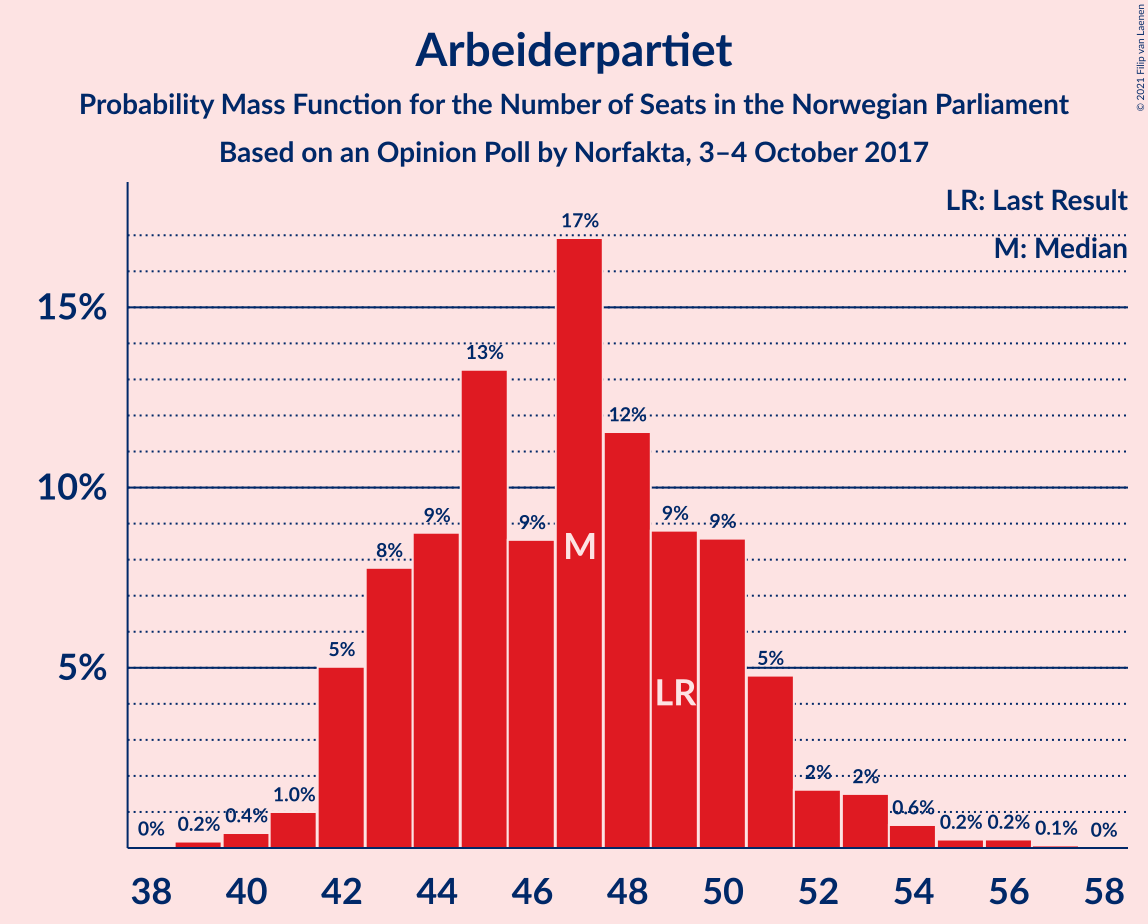 Arbeiderpartiet
Probability Mass Function for the Number of Seats in the Norwegian Parliament
Based on an Opinion Poll by Norfakta, 3–4 October 2017
© 2021 Filip van Laenen
LR: Last Result
M: Median
15%
10%
5%
0%
0.2%
0.4%
1.0%
5%
8%
9%
13%
9%
17%
12%
9%
9%
5%
2%
2%
0.6%
0.2%
0.2%
0.1%
0%
M
LR
38 40 42 44 46 48 50 52 54 56 58